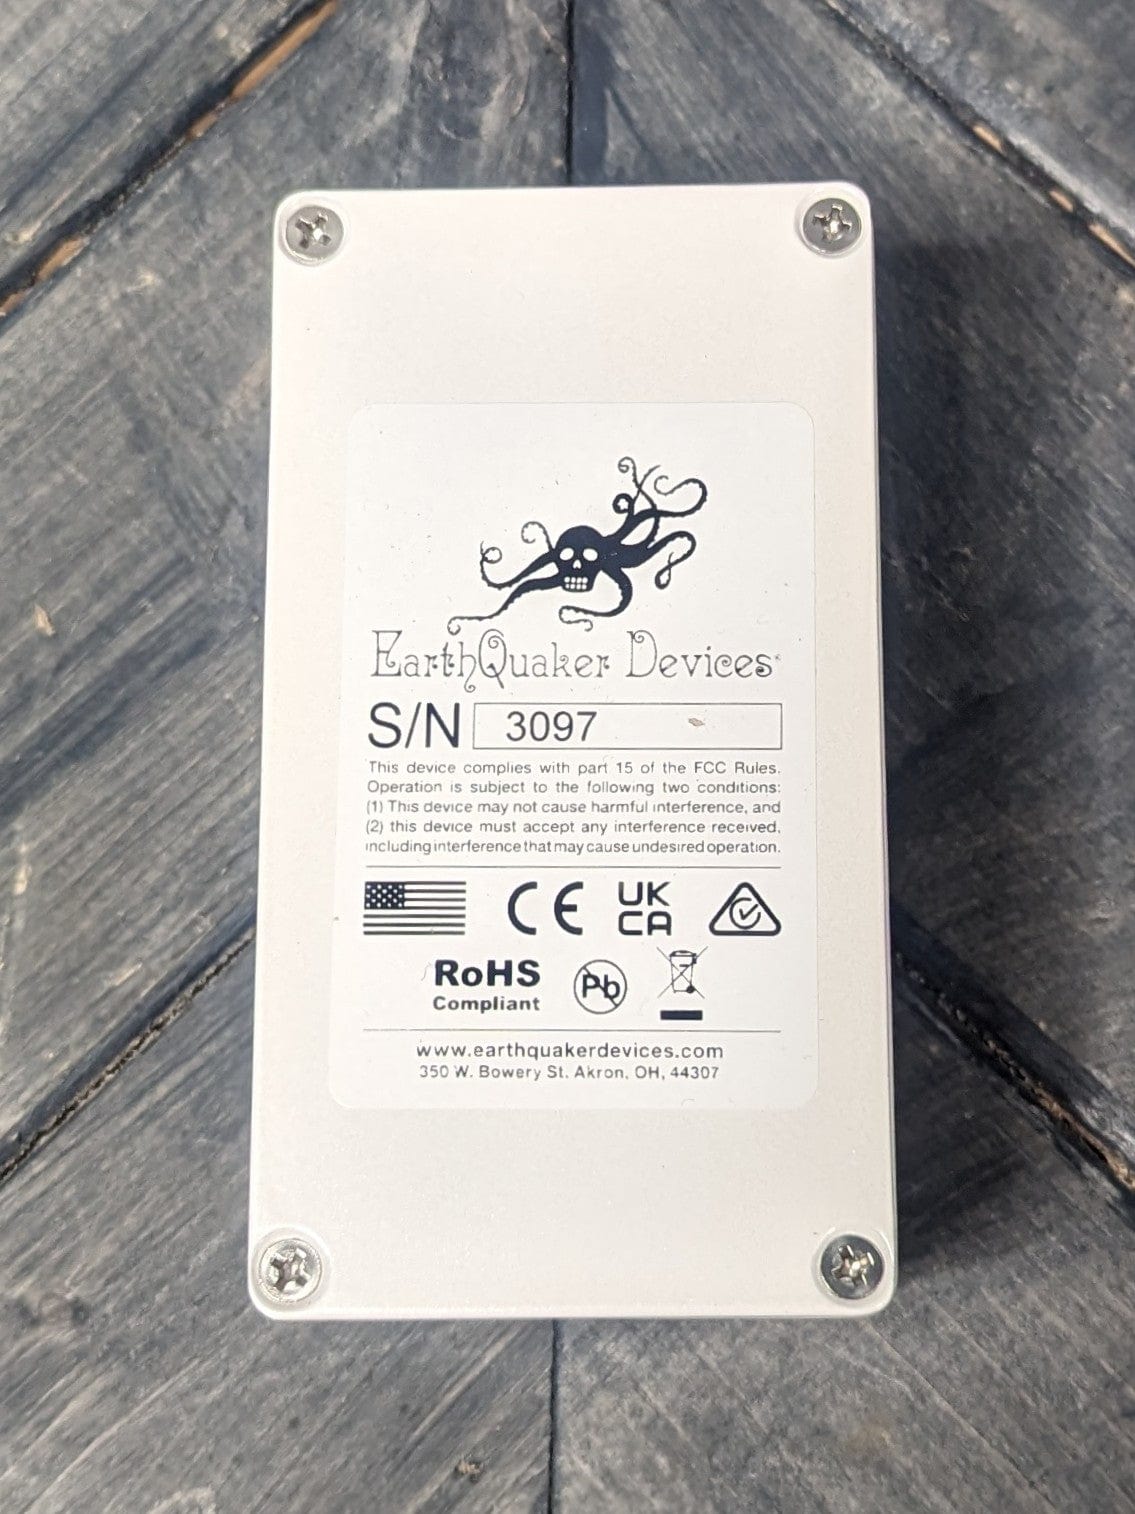 EarthQuaker Devices
S/N 3097
This device complies with part 15 of the FCC Rules.
Operation is subject to the following two conditions:
(1) This device may not cause harmful interference, and
(2) this device must accept any interference received,
including interference that may cause undesired operation.
CE UK
CA
RoHS Pb
Compliant
www.earthquakerdevices.com
350 W. Bowery St. Akron, OH, 44307